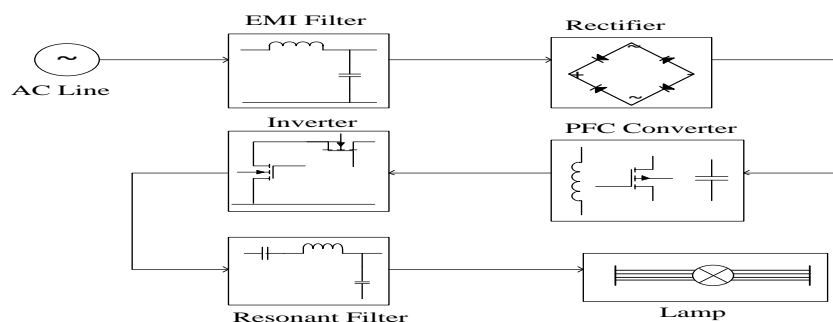 EMI Filter
Rectifier
~
~
+
-
~
AC Line
Inverter
PFC Converter
Resonant Filter
Lamp